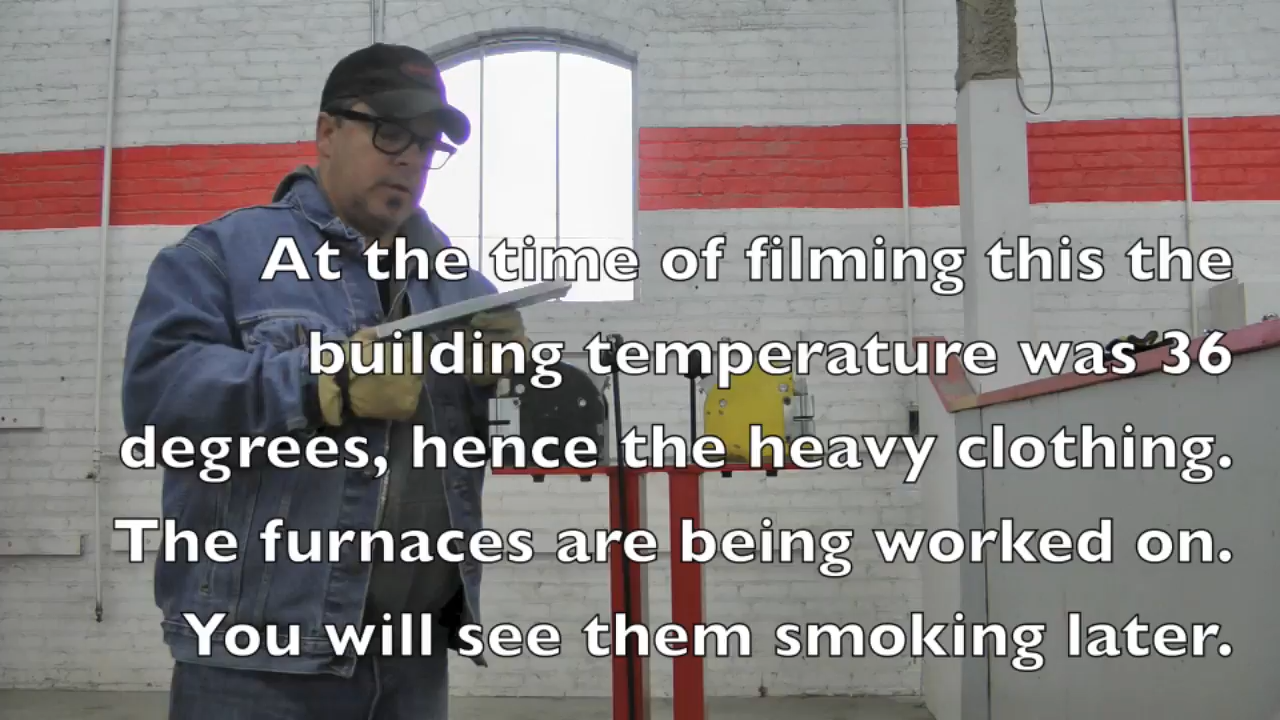 At the time of filming this the
building temperature was 36
degrees, hence the heavy clothing.
The furnaces are being worked on.
You will see them smoking later.